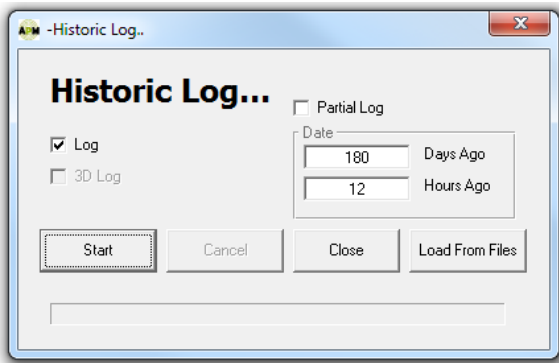 APM -Historic Log..
Historic Log...
Partial Log
Log
3D Log
Date
180 Days Ago
12 Hours Ago
Start Cancel Close Load From Files